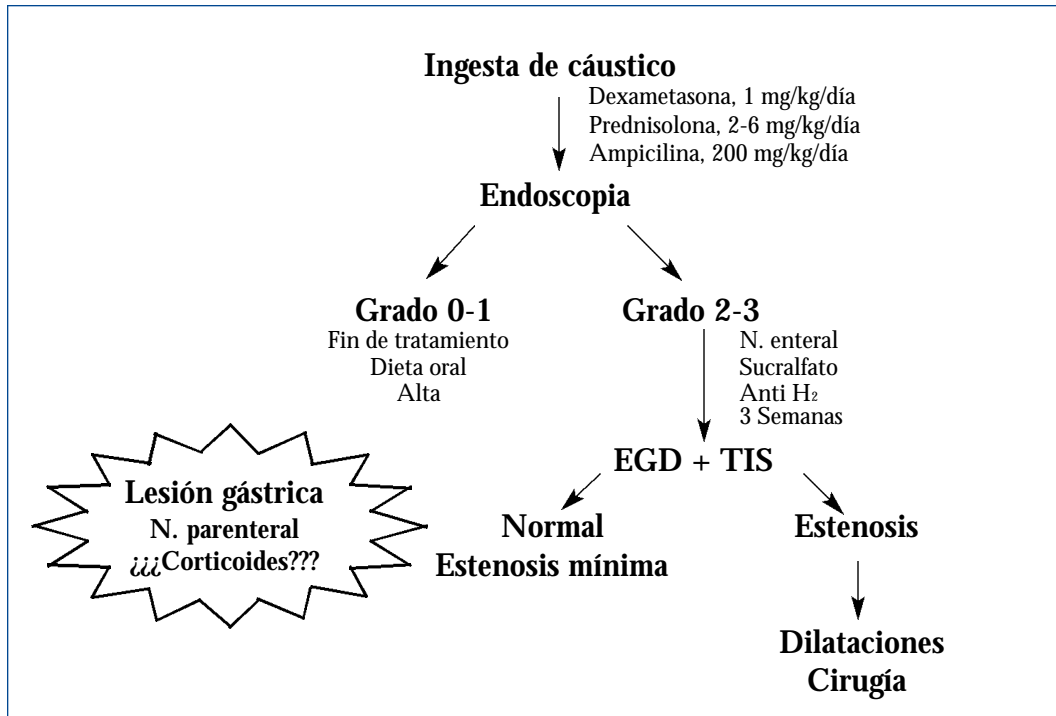 Ingesta de cáustico
Dexametasona, 1 mg/kg/día
Prednisolona, 2-6 mg/kg/día
Ampicilina, 200 mg/kg/día
Endoscopia
Grado 0-1
Fin de tratamiento
Dieta oral
Alta
Grado 2-3
N. enteral
Sucralfato
Anti H₂
3 Semanas
EGD + TIS
Lesión gástrica
N. parenteral
¿¿¿Corticoides???
Normal
Estenosis mínima
Estenosis
Dilataciones
Cirugía